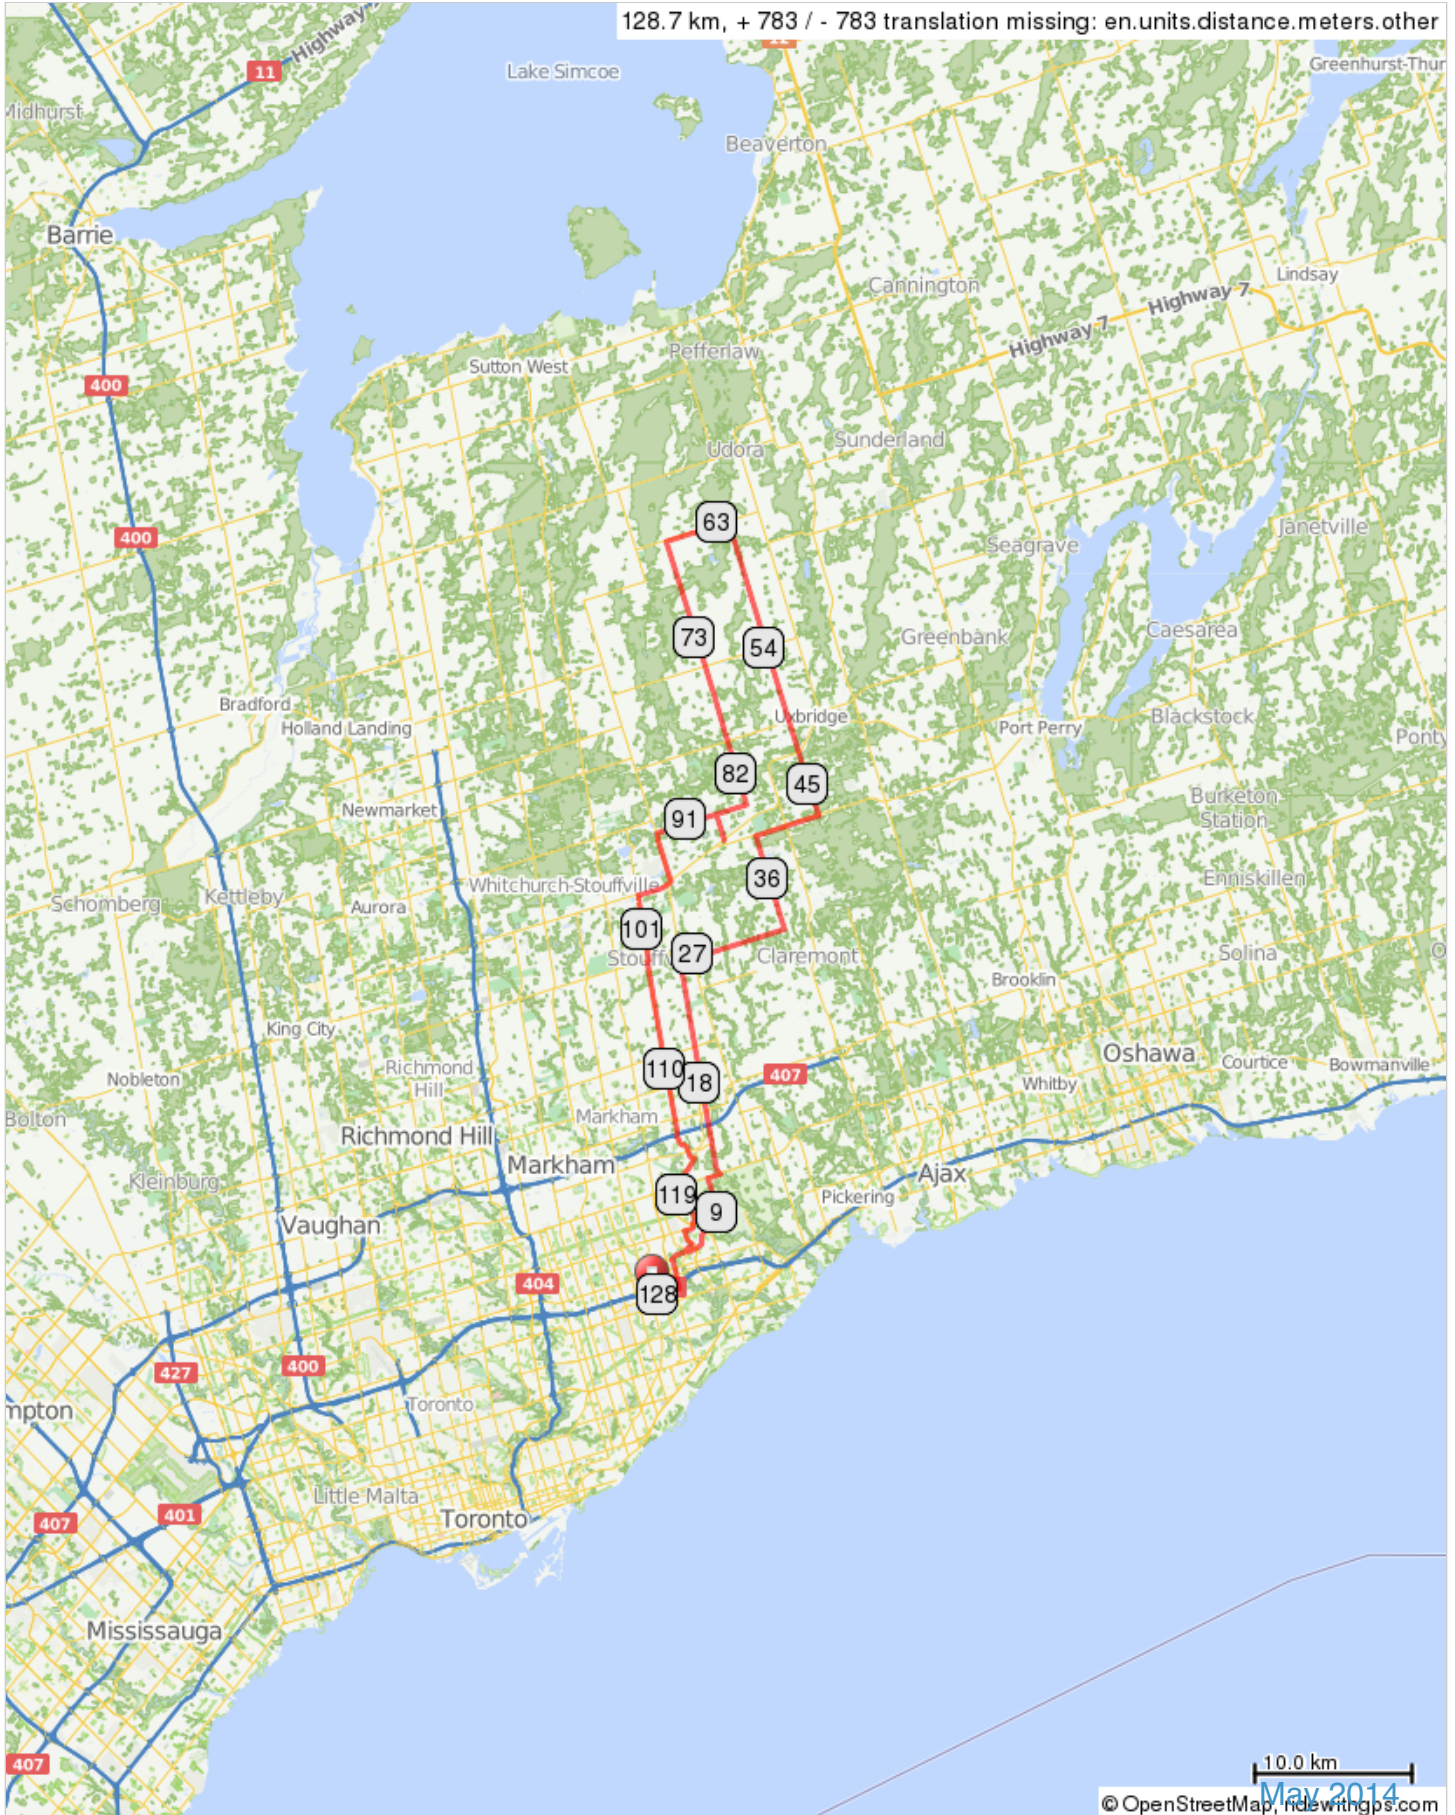 128.7 km, + 783 / - 783 translation missing: en.units.distance.meters.other
11
Highway
11
Lake Simcoe
Greenhurst-Thur
Midhurst
Beaverton
Barrie
Cannington
Lindsay
Highway 7
Highway 7
Pefferlaw
Sutton West
400
Sunderland
Udora
63
Janetville
400
Seagrave
73
54
Greenbank
Caesarea
Bradford
Holland Landing
Uxbridge
Port Perry
Blackstock
Ponty
82
45
Newmarket
91
Burketon
Station
36
Whitchurch-Stouffville
Enniskillen
Kettleby
Schomberg
Aurora
101
27
Stouffv
Claremont
Solina
Brooklin
King City
Oshawa
Richmond
Hill
110
18
407
Courtice
Bowmanville
Nobleton
Whitby
Bolton
Markham
Richmond Hill
Markham
Ajax
Kleinburg
119
9
Pickering
Vaughan
404
128
427
400
mpton
Toronto
Little Malta
401
407
Toronto
Mississauga
407
10.0 km
May 2014
© OpenStreetMap, ridewithgps.com